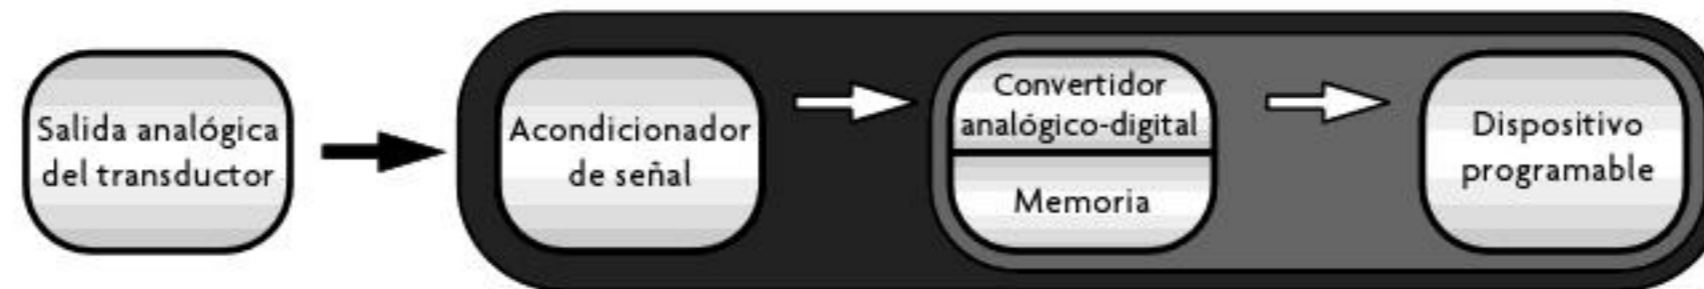 Salida analógica
del transductor
Acondicionador
de señal
Convertidor
analógico-digital
Memoria
Dispositivo
programable